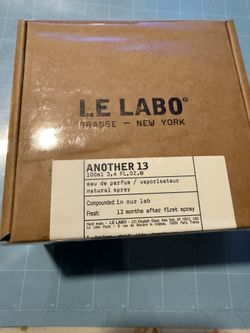 LE LABO®
GRASSE — NEW YORK
ANOTHER 13
100ml 3,4 FL.OZ.℮
eau de parfum / vaporisateur
natural spray
Compounded: in our lab
Fresh: 12 months after first spray